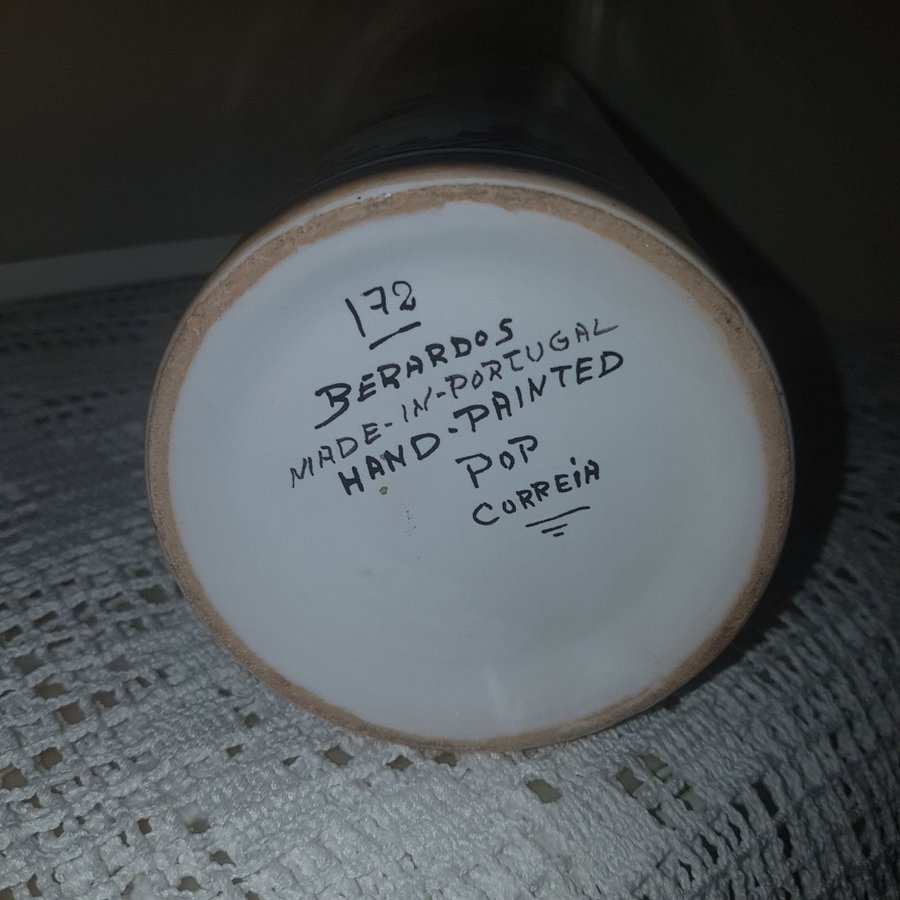 172
BERARDOS
MADE-IN-PORTUGAL
HAND-PAINTED
POP
CORREiA